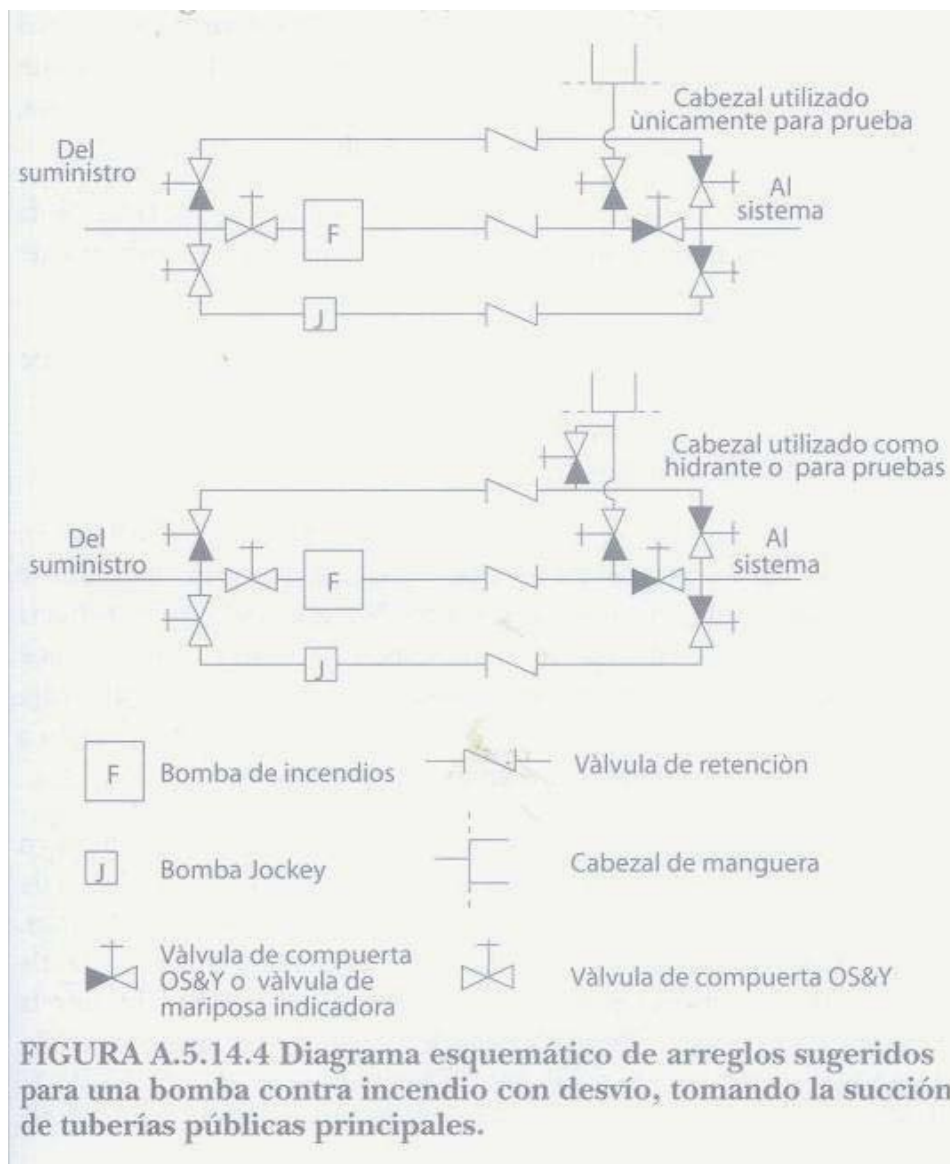 Cabezal utilizado
ùnicamente para prueba
Del
suministro
Al
sistema
F
J
Cabezal utilizado como
hidrante o para pruebas
Del
suministro
Al
sistema
F
J
F
Bomba de incendios
Vàlvula de retenciòn
J
Bomba Jockey
Cabezal de manguera
Vàlvula de compuerta
OS&Y o vàlvula de
mariposa indicadora
Vàlvula de compuerta OS&Y
FIGURA A.5.14.4 Diagrama esquemático de arreglos sugeridos
para una bomba contra incendio con desvío, tomando la succión
de tuberías públicas principales.